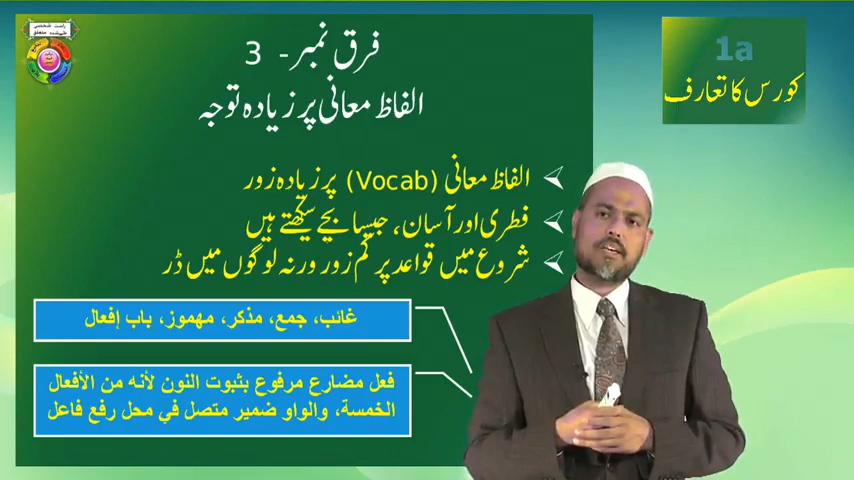 فرق نمبر- 3
الفاظ معانی پر زیادہ توجہ
1a
کورس کا تعارف
الفاظ معانی (Vocab) پر زیادہ زور
فطری اور آسان، جیسا بچے سیکھتے ہیں
شروع میں قواعد پر کم زور ورنہ لوگوں میں ڈر
غائب، جمع، مذکر، مهموز، باب إفعال
فعل مضارع مرفوع بثبوت النون لأنه من الأفعال
الخمسة، والواو ضمير متصل في محل رفع فاعل